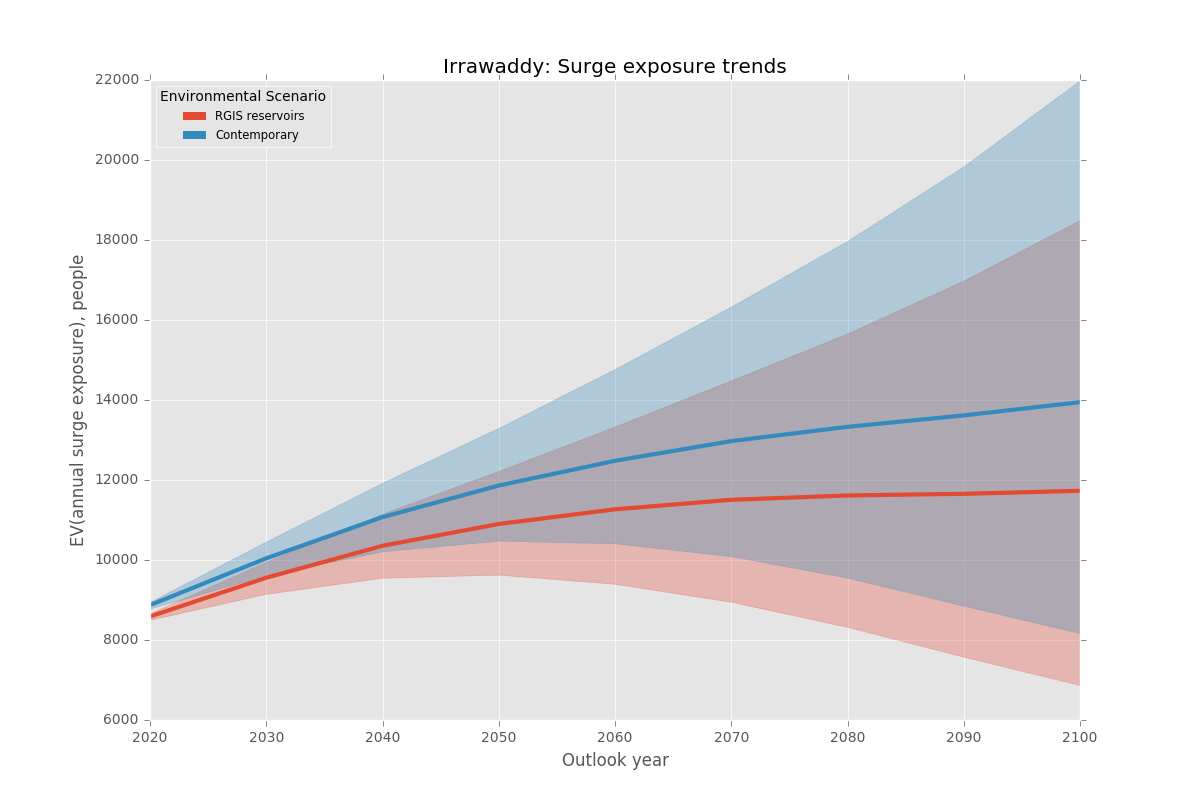 Irrawaddy: Surge exposure trends
Environmental Scenario
RGIS reservoirs
Contemporary
EV(annual surge exposure), people
22000
20000
18000
16000
14000
12000
10000
8000
6000
2020 2030 2040 2050 2060 2070 2080 2090 2100
Outlook year